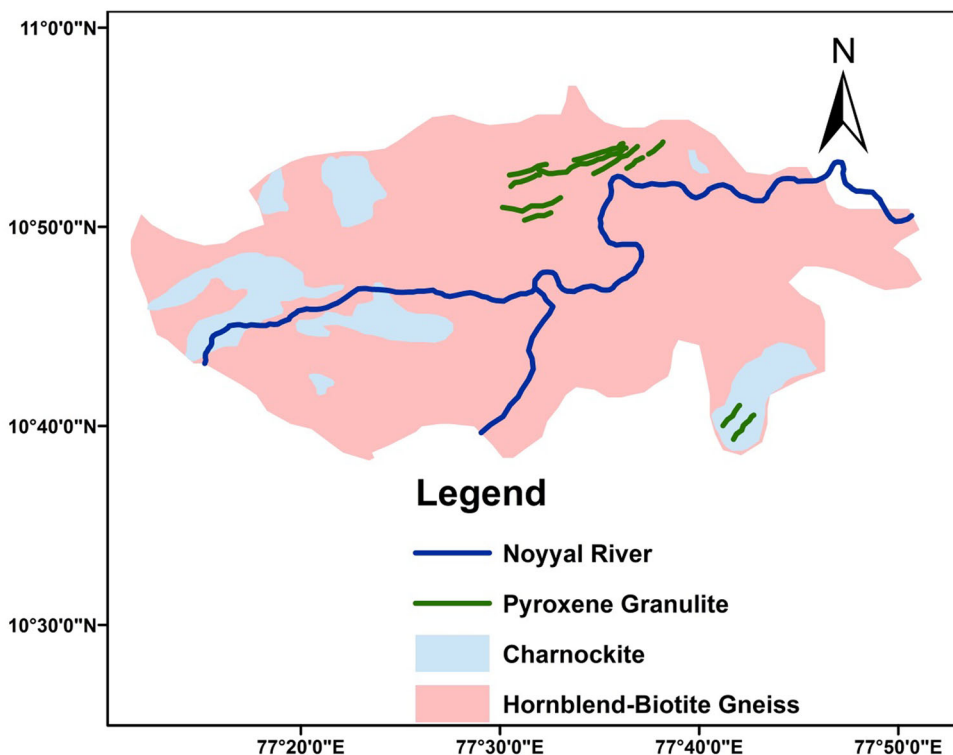 11°0'0"N
N
10°50'0"N
10°40'0"N
Legend
Noyyal River
Pyroxene Granulite
10°30'0"N
Charnockite
Hornblend-Biotite Gneiss
77°20'0"E 77°30'0"E 77°40'0"E 77°50'0"E